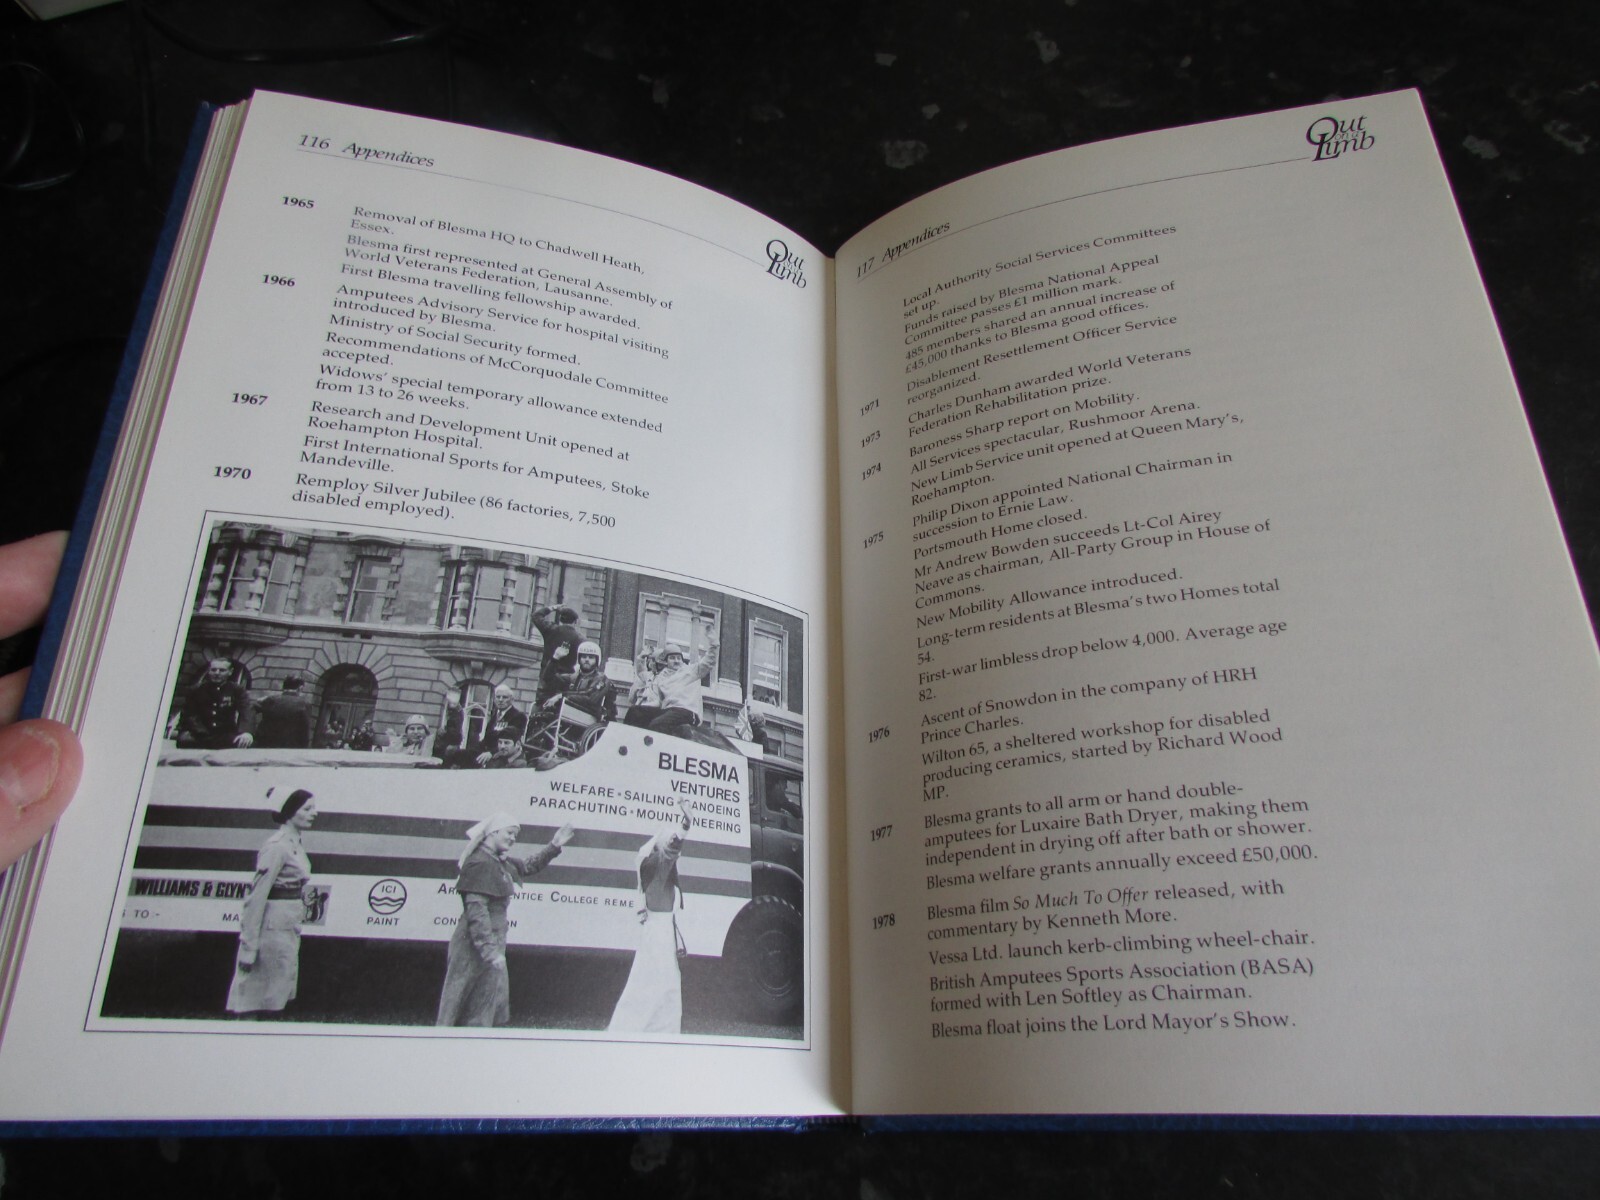 116 Appendices
Out
on a
Limb
1965
Removal of Blesma HQ to Chadwell Heath,
Essex.
Blesma first represented at General Assembly of
World Veterans Federation, Lausanne.
First Blesma travelling fellowship awarded.
1966
Amputees Advisory Service for hospital visiting
introduced by Blesma.
Ministry of Social Security formed.
Recommendations of McCorquodale Committee
accepted.
Widows' special temporary allowance extended
from 13 to 26 weeks.
1967
Research and Development Unit opened at
Roehampton Hospital.
First International Sports for Amputees, Stoke
Mandeville.
1970
Remploy Silver Jubilee (86 factories, 7,500
disabled employed).
BLESMA
VENTURES
WELFARE • SAILING CANOEING
PARACHUTING • MOUNTAINEERING
WILLIAMS & GLYN
ICI
PAINT
NTICE COLLEGE REME
TO -
117 Appendices
Out
on a
Limb
Local Authority Social Services Committees
set up.
Funds raised by Blesma National Appeal
Committee passes £1 million mark.
485 members shared an annual increase of
£45,000 thanks to Blesma good offices.
Disablement Resettlement Officer Service
reorganized.
1971
Charles Dunham awarded World Veterans
Federation Rehabilitation prize.
1973
Baroness Sharp report on Mobility.
All Services spectacular, Rushmoor Arena.
1974
New Limb Service unit opened at Queen Mary's,
Roehampton.
Philip Dixon appointed National Chairman in
succession to Ernie Law.
Portsmouth Home closed.
1975
Mr Andrew Bowden succeeds Lt-Col Airey
Neave as chairman, All-Party Group in House of
Commons.
New Mobility Allowance introduced.
Long-term residents at Blesma's two Homes total
54.
First-war limbless drop below 4,000. Average age
82.
Ascent of Snowdon in the company of HRH
Prince Charles.
1976
Wilton 65, a sheltered workshop for disabled
producing ceramics, started by Richard Wood
MP.
Blesma grants to all arm or hand double-
1977
amputees for Luxaire Bath Dryer, making them
independent in drying off after bath or shower.
Blesma welfare grants annually exceed £50,000.
1978
Blesma film So Much To Offer released, with
commentary by Kenneth More.
Vessa Ltd. launch kerb-climbing wheel-chair.
British Amputees Sports Association (BASA)
formed with Len Softley as Chairman.
Blesma float joins the Lord Mayor's Show.